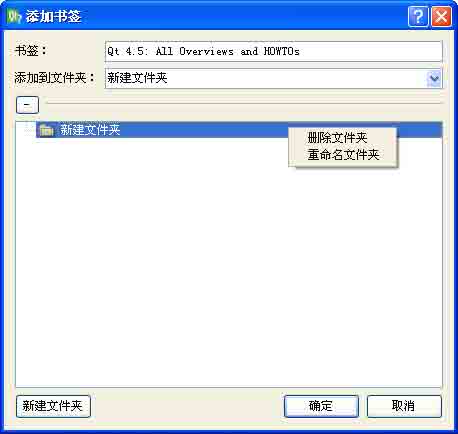 添加书签
书签： Qt 4.5: All Overviews and HOWTOs
添加到文件夹： 新建文件夹
新建文件夹
删除文件夹
重命名文件夹
新建文件夹 确定 取消